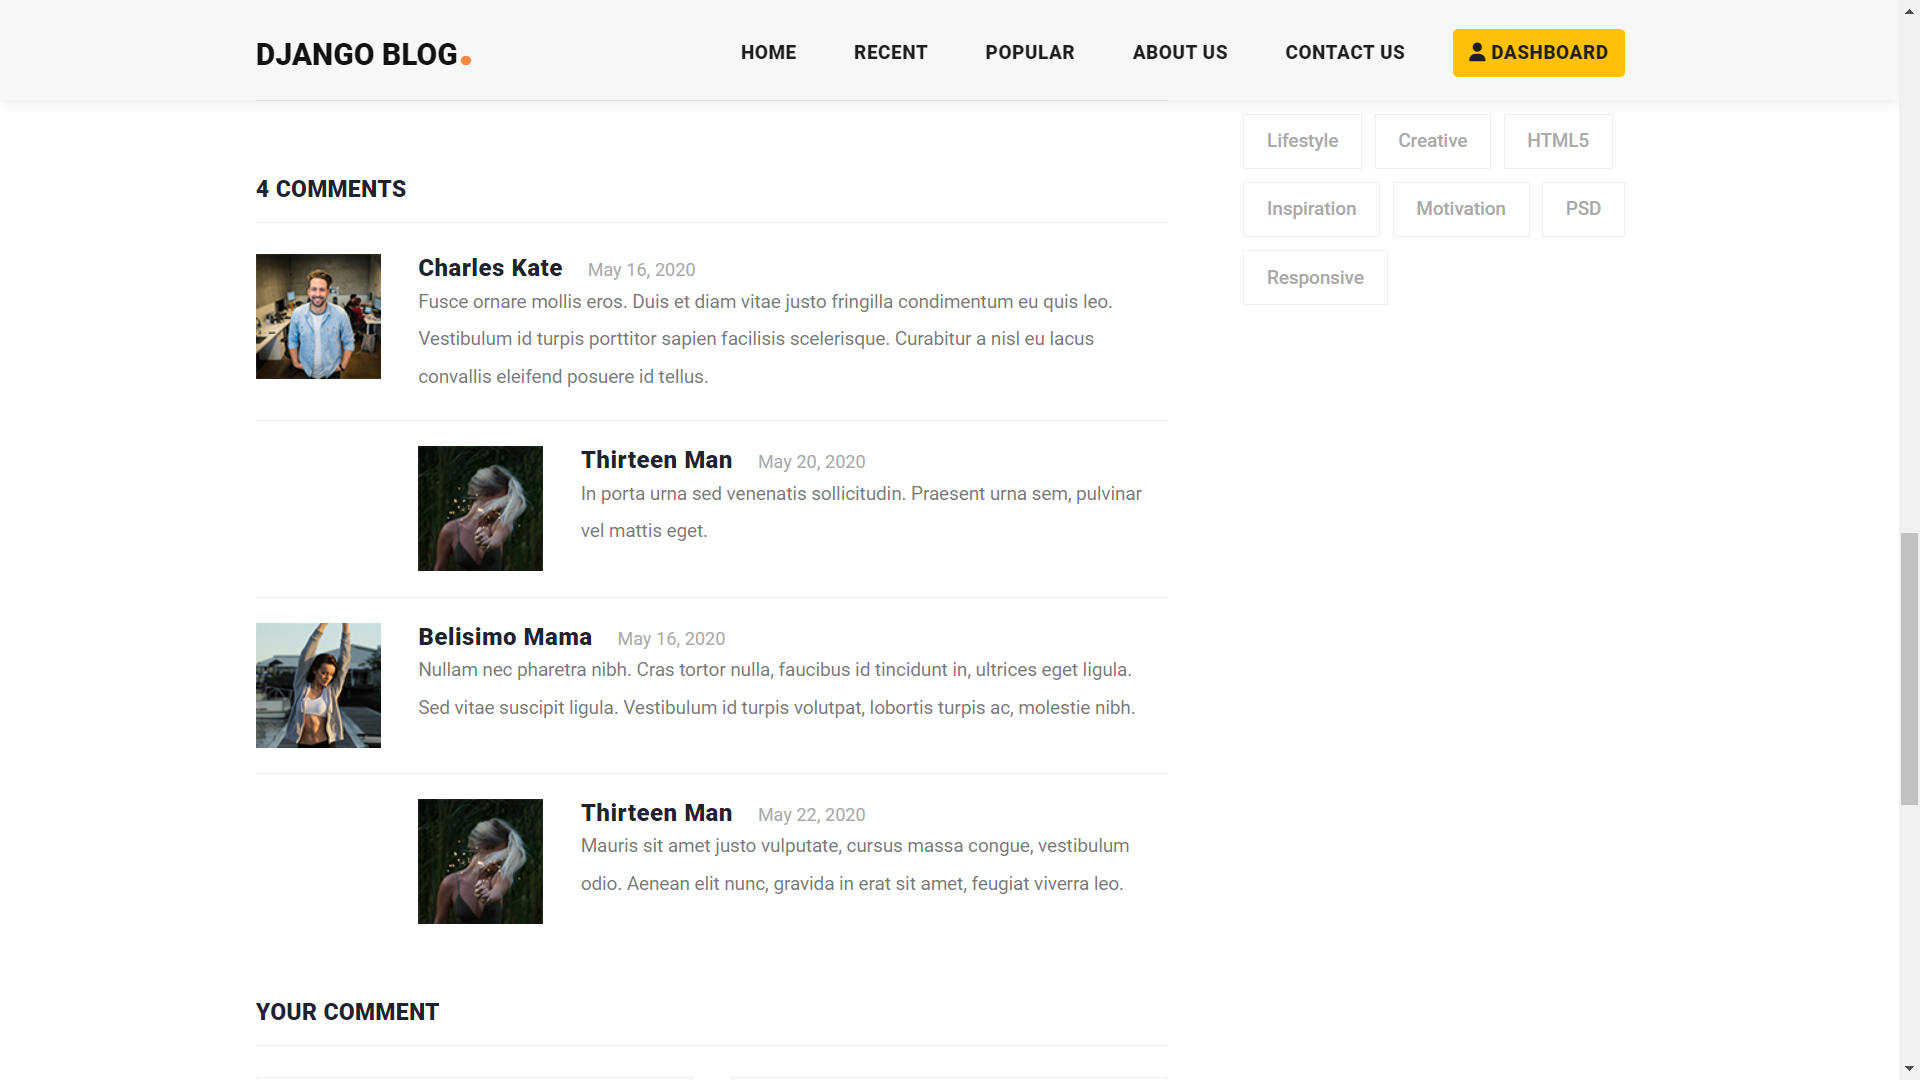 DJANGO BLOG.
HOME
RECENT
POPULAR
ABOUT US
CONTACT US
DASHBOARD
4 COMMENTS
Charles Kate May 16, 2020
Fusce ornare mollis eros. Duis et diam vitae justo fringilla condimentum eu quis leo.
Vestibulum id turpis porttitor sapien facilisis scelerisque. Curabitur a nisl eu lacus
convallis eleifend posuere id tellus.
Thirteen Man May 20, 2020
In porta urna sed venenatis sollicitudin. Praesent urna sem, pulvinar
vel mattis eget.
Belisimo Mama May 16, 2020
Nullam nec pharetra nibh. Cras tortor nulla, faucibus id tincidunt in, ultrices eget ligula.
Sed vitae suscipit ligula. Vestibulum id turpis volutpat, lobortis turpis ac, molestie nibh.
Thirteen Man May 22, 2020
Mauris sit amet justo vulputate, cursus massa congue, vestibulum
odio. Aenean elit nunc, gravida in erat sit amet, feugiat viverra leo.
YOUR COMMENT
Lifestyle
Creative
HTML5
Inspiration
Motivation
PSD
Responsive